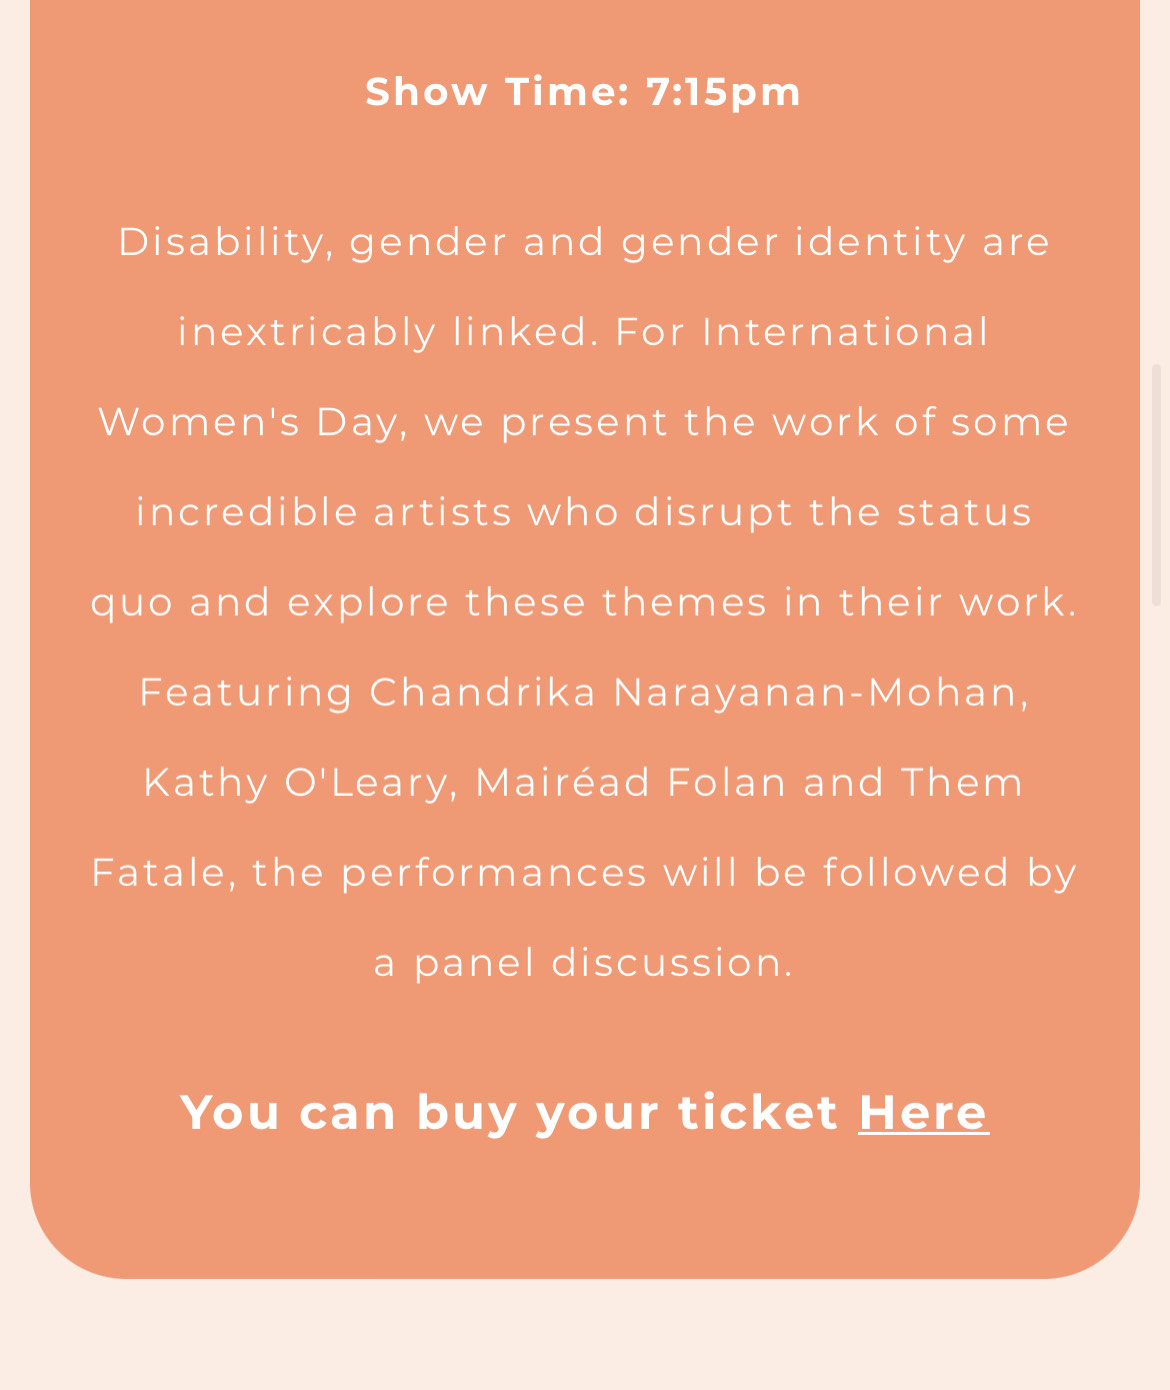 Show Time: 7:15pm
Disability, gender and gender identity are
inextricably linked. For International
Women's Day, we present the work of some
incredible artists who disrupt the status
quo and explore these themes in their work.
Featuring Chandrika Narayanan-Mohan,
Kathy O'Leary, Mairéad Folan and Them
Fatale, the performances will be followed by
a panel discussion.
You can buy your ticket Here